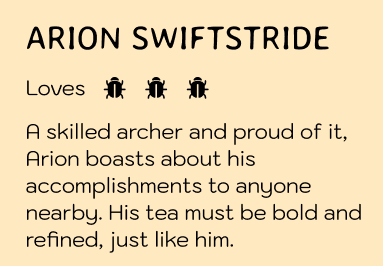 ARION SWIFTSTRIDE
Loves
A skilled archer and proud of it,
Arion boasts about his
accomplishments to anyone
nearby. His tea must be bold and
refined, just like him.